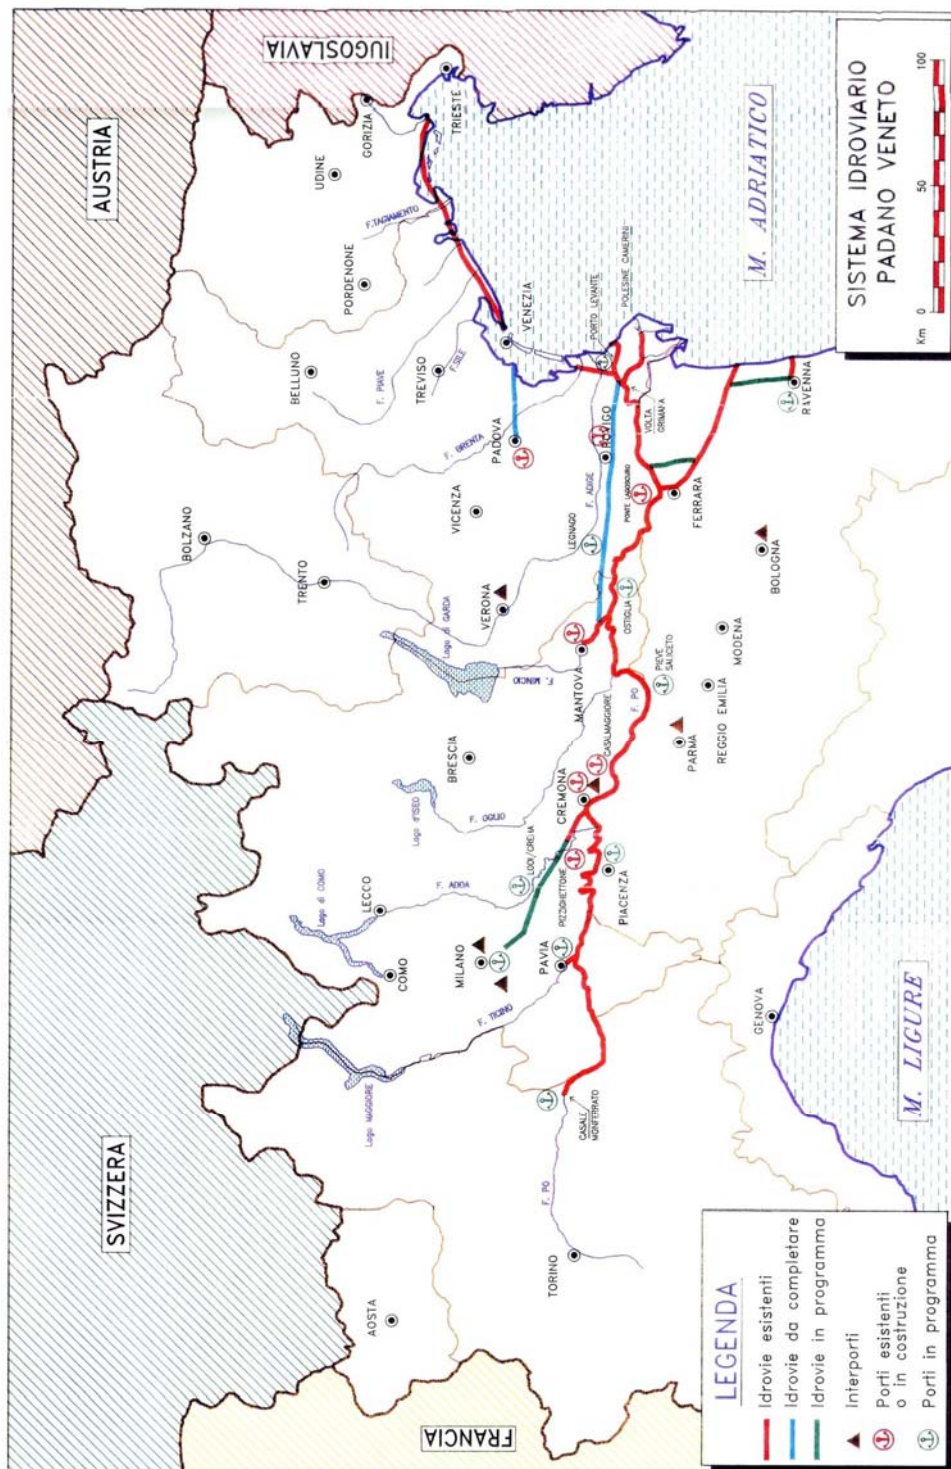 SVIZZERA
AUSTRIA
IUGOSLAVIA
FRANCIA
AOSTA
TORINO
F. PO
CASALE
MONFERRATO
Lago MAGGIORE
COMO
Lago di COMO
LECCO
F. ADDA
MILANO
F. TICINO
PAVIA
LODI/CREMA
PIZZIGHETTONE
PIACENZA
GENOVA
M. LIGURE
Lago d'ISEO
F. OGLIO
BRESCIA
CREMONA
CASALMAGGIORE
PARMA
REGGIO EMILIA
MODENA
PIEVE
SALICETO
F. PO
MANTOVA
F. MINCIO
Lago di GARDA
OSTIGLIA
VERONA
TRENTO
BOLZANO
LEGNAGO
F. ADIGE
VICENZA
BOLOGNA
FERRARA
PONTE LAGOSCURO
ROVIGO
PADOVA
F. BRENTA
BELLUNO
F. PIAVE
TREVISO
F. SILE
VENEZIA
PORTO LEVANTE
POLESINE CAMERINI
VOLTA
GRIMANA
RAVENNA
PORDENONE
F. TAGLIAMENTO
UDINE
GORIZIA
TRIESTE
M. ADRIATICO
SISTEMA IDROVIARIO
PADANO VENETO
Km 0 50 100
LEGENDA
Idrovie esistenti
Idrovie da completare
Idrovie in programma
Interporti
Porti esistenti
o in costruzione
Porti in programma